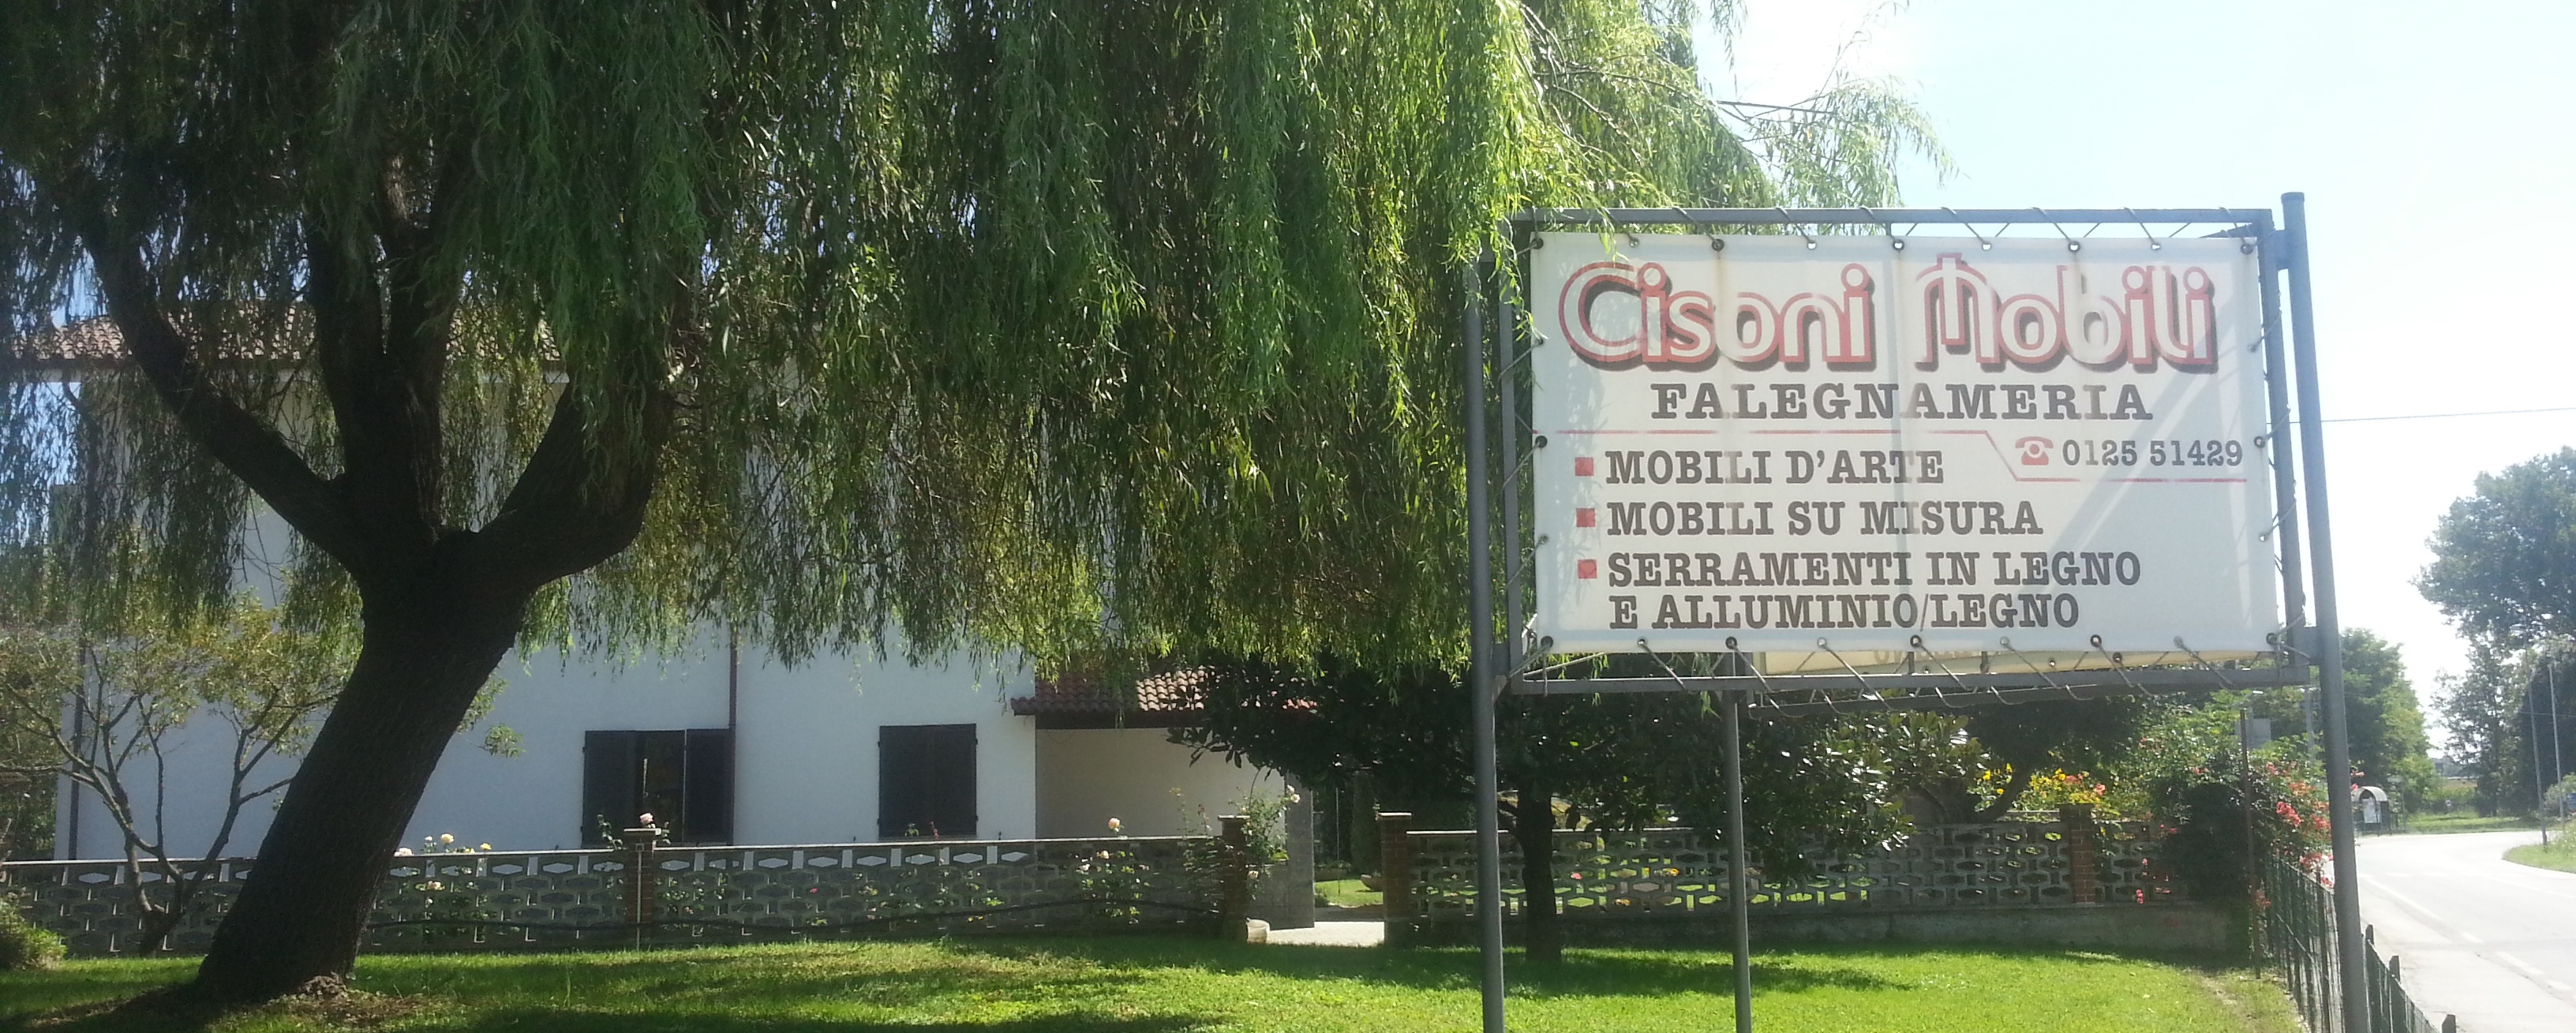 Cisoni Mobili
FALEGNAMERIA
0125 51429
MOBILI D'ARTE
MOBILI SU MISURA
SERRAMENTI IN LEGNO
E ALLUMINIO/LEGNO